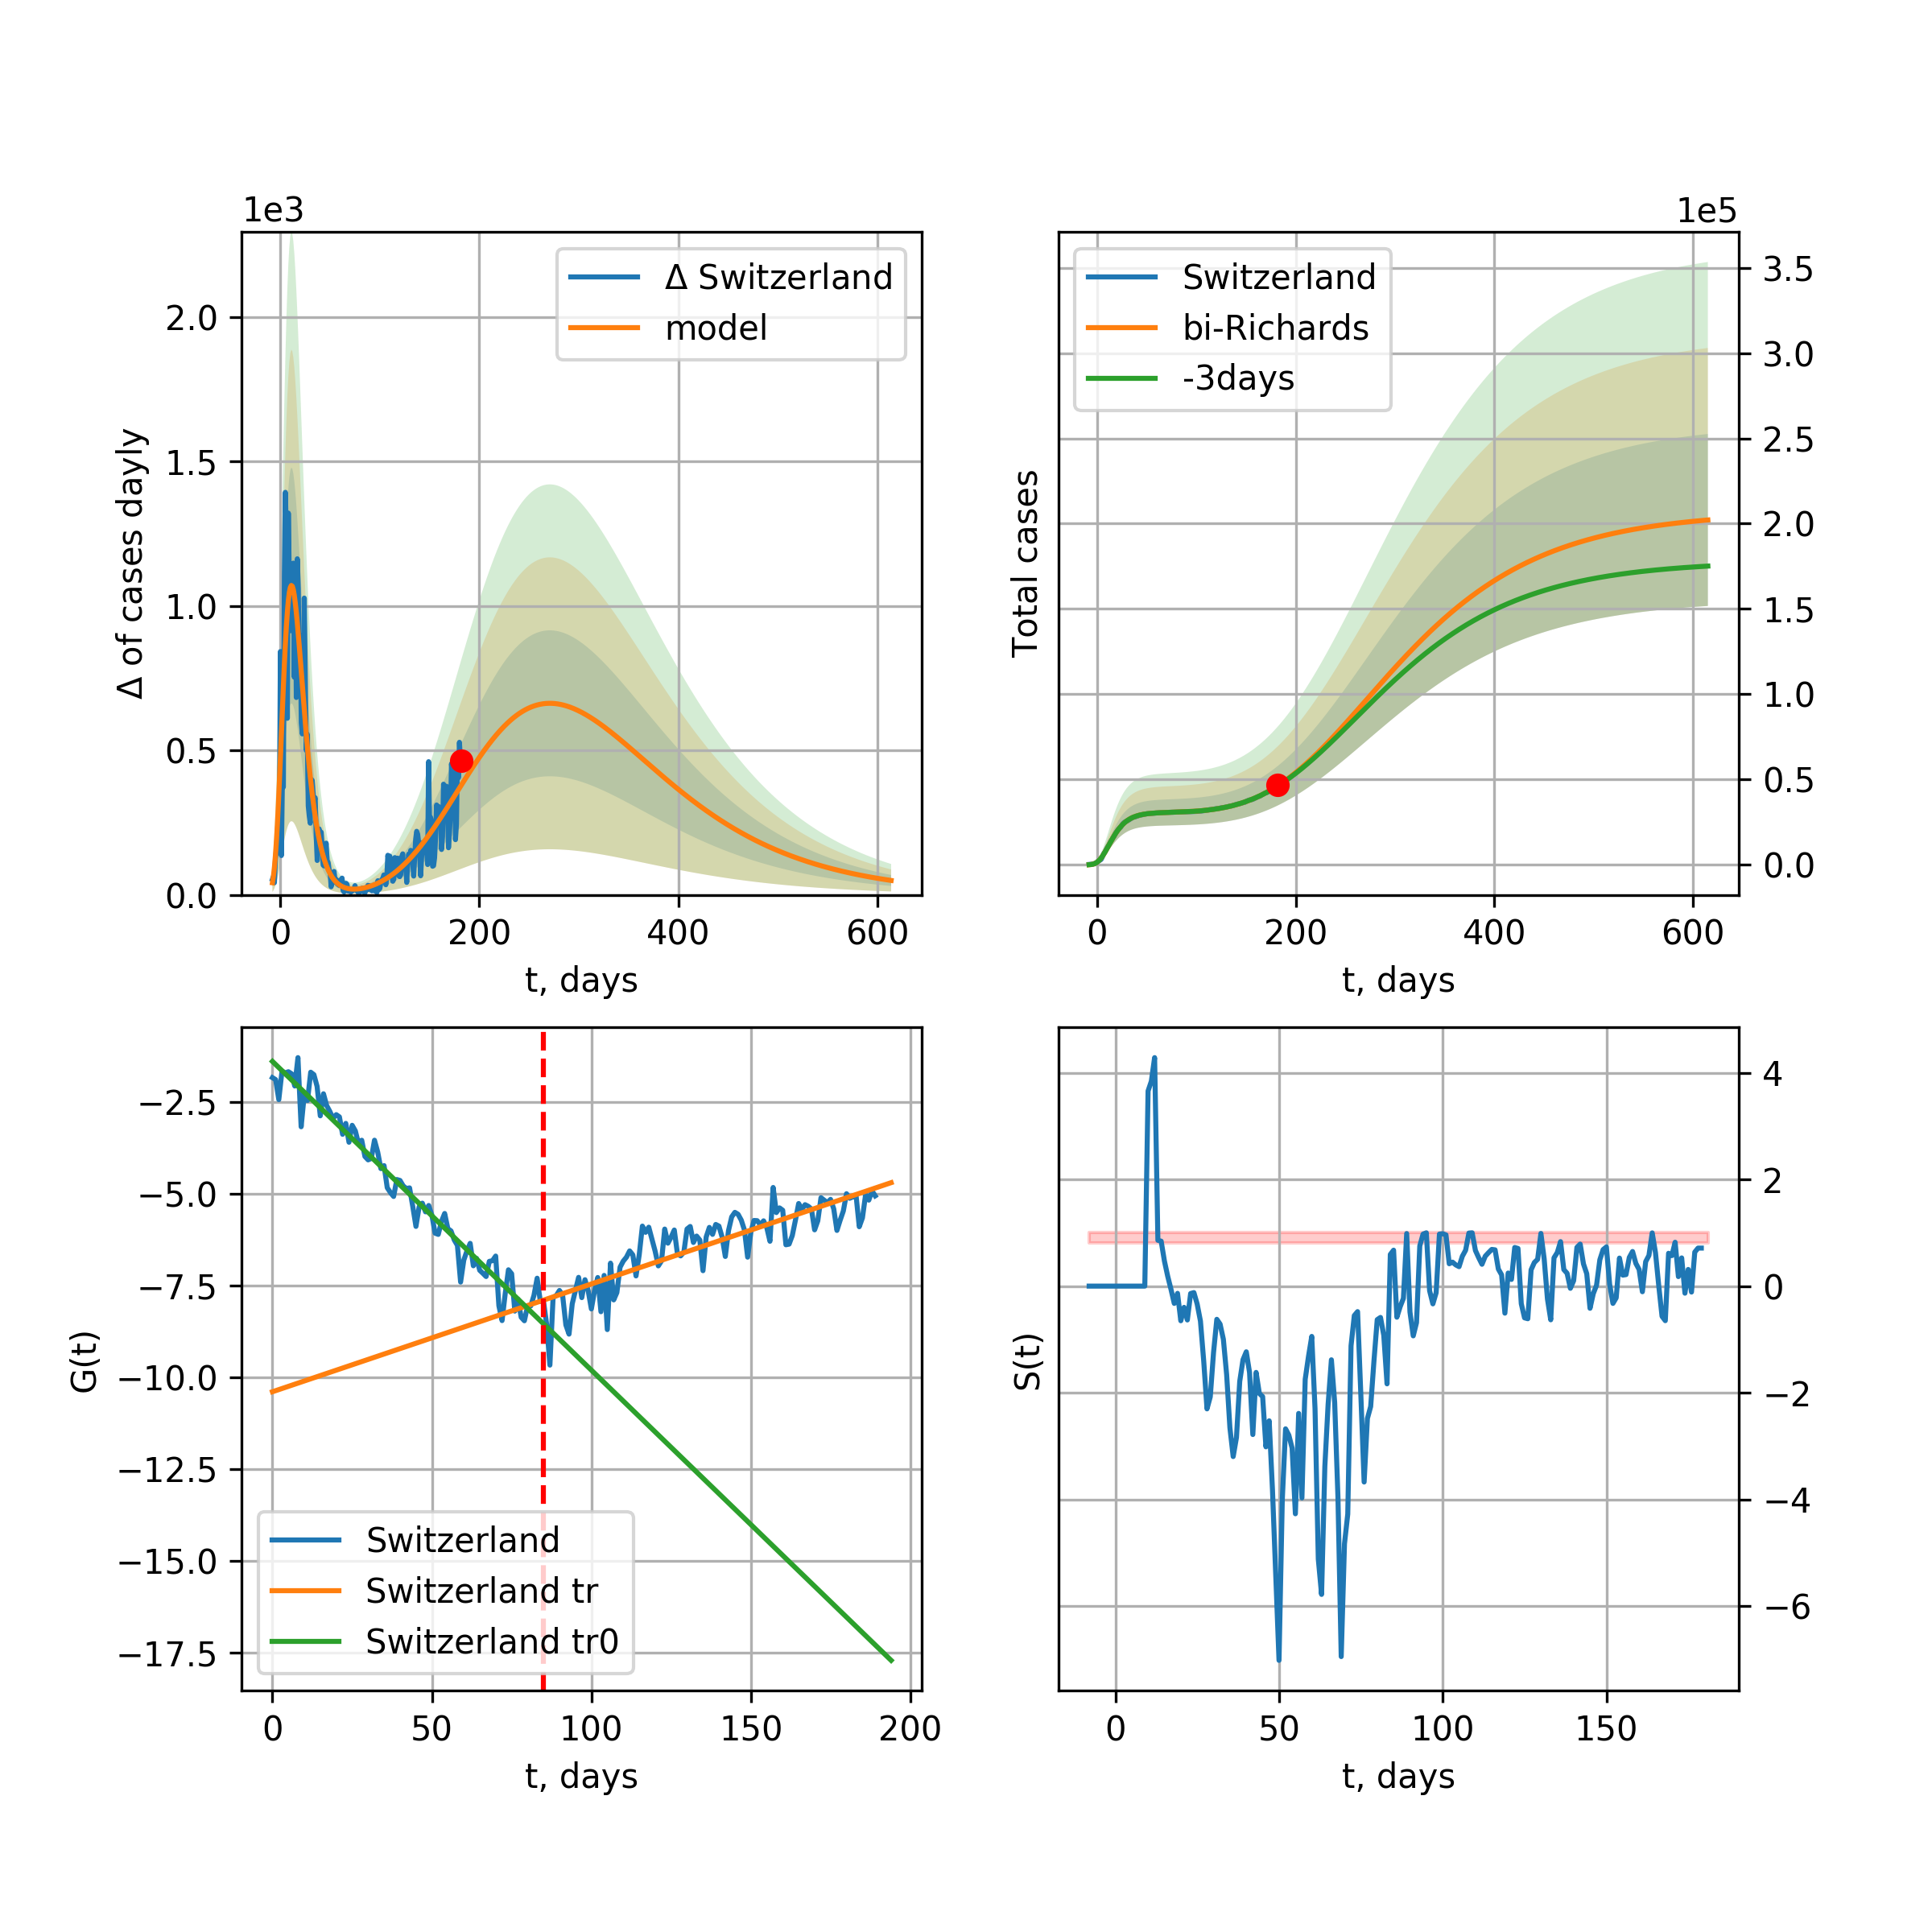 1e3
Δ Switzerland
model
2.0
1.5
1.0
0.5
0.0
Δ of cases dayly
0 200 400 600
t, days
1e5
Switzerland
bi-Richards
-3days
3.5
3.0
2.5
2.0
1.5
1.0
0.5
0.0
Total cases
0 200 400 600
t, days
−2.5
−5.0
−7.5
−10.0
−12.5
−15.0
−17.5
G(t)
Switzerland
Switzerland tr
Switzerland tr0
0 50 100 150 200
t, days
4
2
0
−2
−4
−6
S(t)
0 50 100 150
t, days